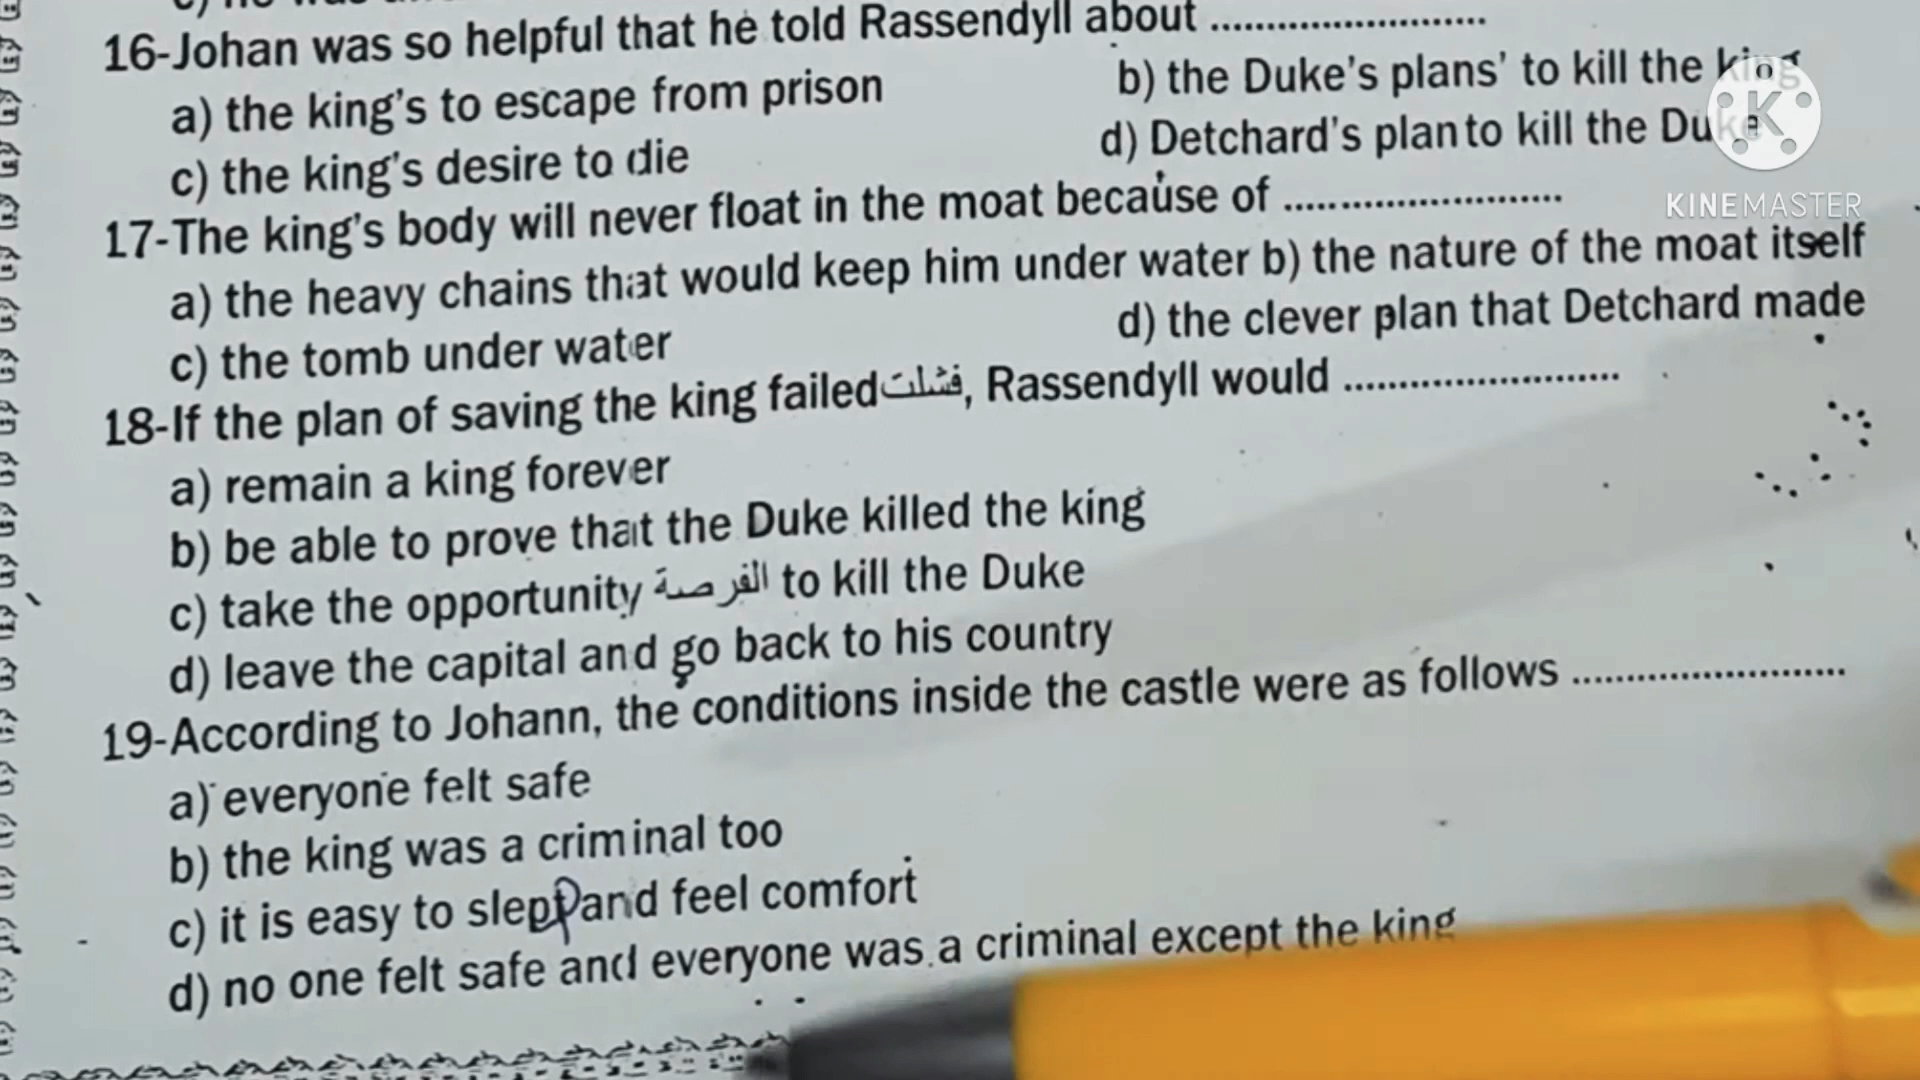 16-Johan was so helpful that he told Rassendyll about ........................
a) the king's to escape from prison b) the Duke's plans' to kill the king
c) the king's desire to die d) Detchard's plan to kill the Duke
17-The king's body will never float in the moat because of ........................
a) the heavy chains that would keep him under water b) the nature of the moat itself
c) the tomb under water d) the clever plan that Detchard made
18-If the plan of saving the king failed فشلت, Rassendyll would ........................
a) remain a king forever
b) be able to prove that the Duke killed the king
c) take the opportunity الفرصة to kill the Duke
d) leave the capital and go back to his country
19-According to Johann, the conditions inside the castle were as follows ........................
a) everyone felt safe
b) the king was a criminal too
c) it is easy to slept and feel comfort
d) no one felt safe and everyone was a criminal except the king
K
KINEMASTER